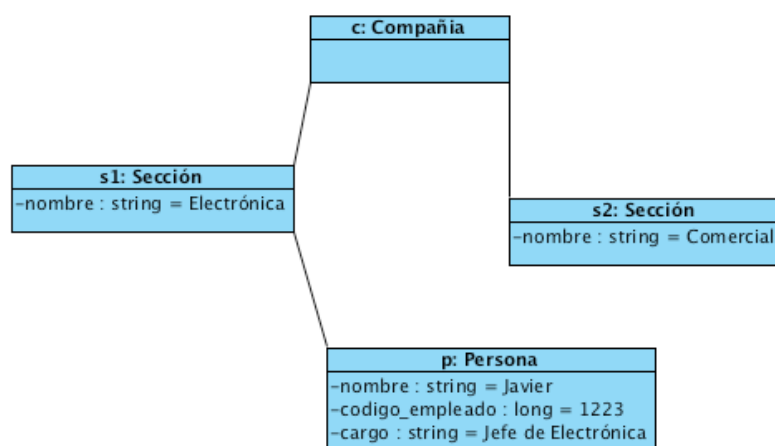 c: Compañia
s1: Sección
-nombre : string = Electrónica
s2: Sección
-nombre : string = Comercial
p: Persona
-nombre : string = Javier
-codigo_empleado : long = 1223
-cargo : string = Jefe de Electrónica